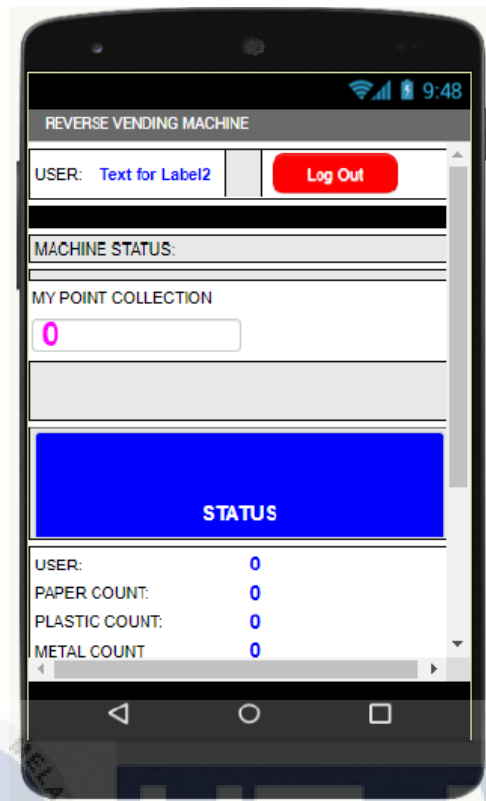 9:48
REVERSE VENDING MACHINE
USER: Text for Label2 Log Out
MACHINE STATUS:
MY POINT COLLECTION
0
STATUS
USER: 0
PAPER COUNT: 0
PLASTIC COUNT: 0
METAL COUNT 0